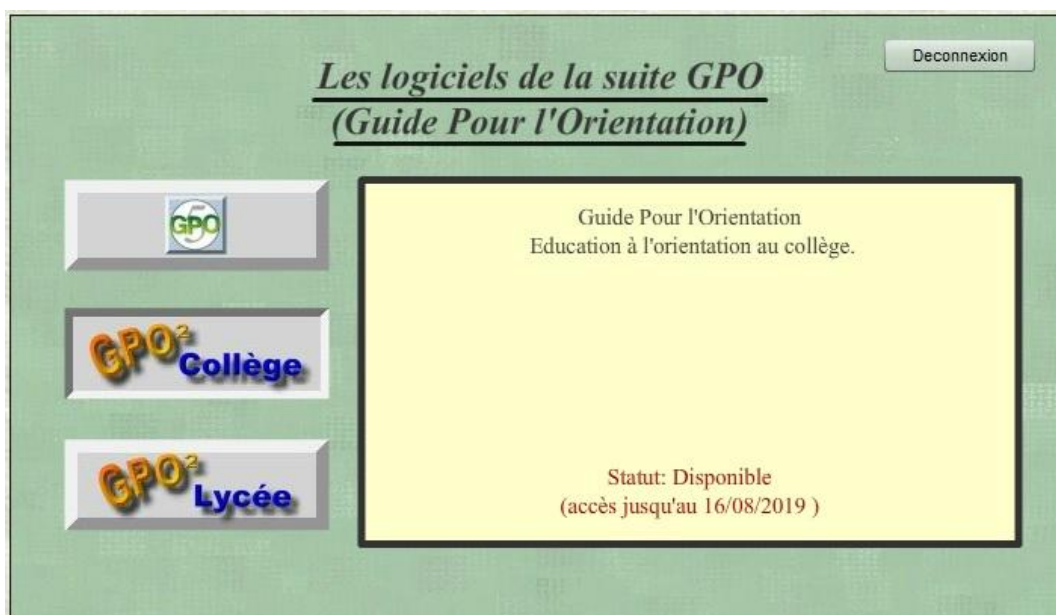 Deconnexion
Les logiciels de la suite GPO
(Guide Pour l'Orientation)
GPO 5
GPO²
Collège
GPO²
Lycée
Guide Pour l'Orientation
Education à l'orientation au collège.
Statut: Disponible
(accès jusqu'au 16/08/2019 )